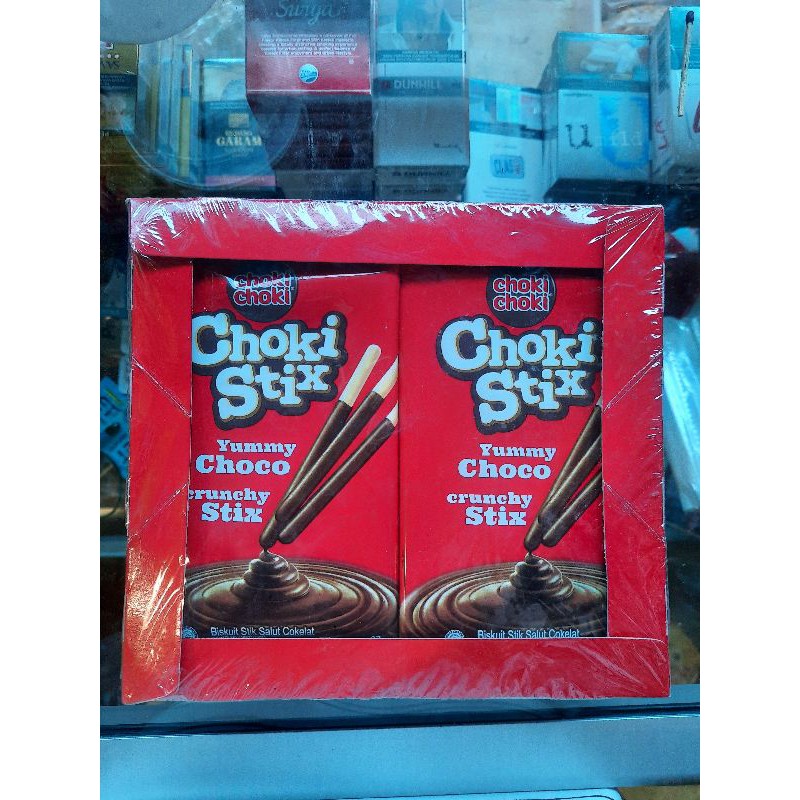 Surya
DUNHILL
GARAM
choki
choki
Choki
Stix
Yummy
Choco
crunchy
Stix
Biskuit Stik Salut Cokelat
choki
choki
Choki
Stix
Yummy
Choco
crunchy
Stix
Biskuit Stik Salut Cokelat